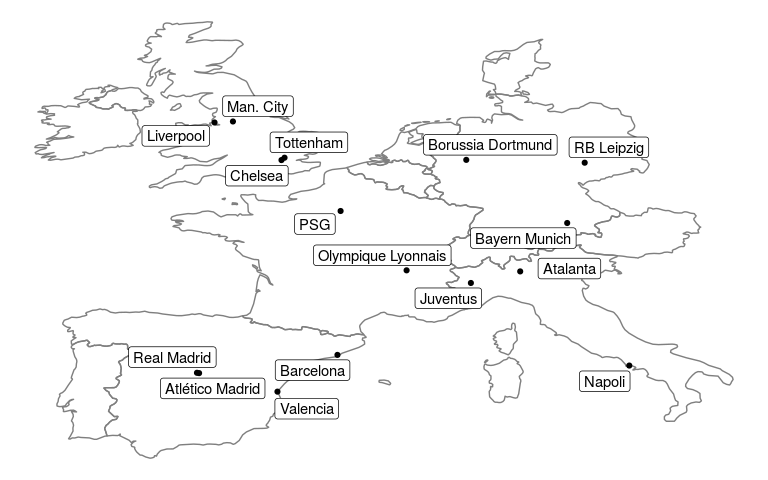 Man. City
Liverpool
Tottenham
Borussia Dortmund
RB Leipzig
Chelsea
PSG
Bayern Munich
Olympique Lyonnais
Atalanta
Juventus
Real Madrid
Barcelona
Atlético Madrid
Napoli
Valencia